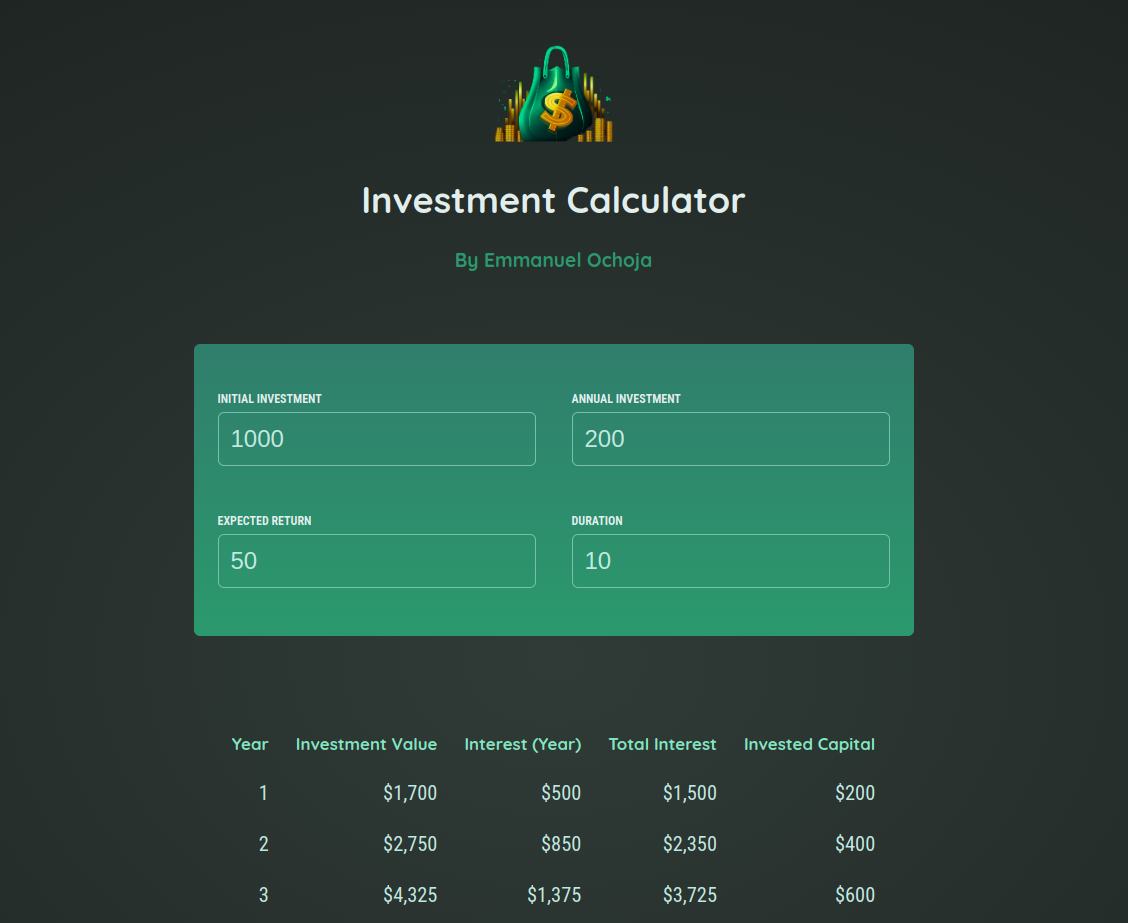 $
Investment Calculator
By Emmanuel Ochoja
INITIAL INVESTMENT ANNUAL INVESTMENT
1000 200
EXPECTED RETURN DURATION
50 10
Year Investment Value Interest (Year) Total Interest Invested Capital
1 $1,700 $500 $1,500 $200
2 $2,750 $850 $2,350 $400
3 $4,325 $1,375 $3,725 $600